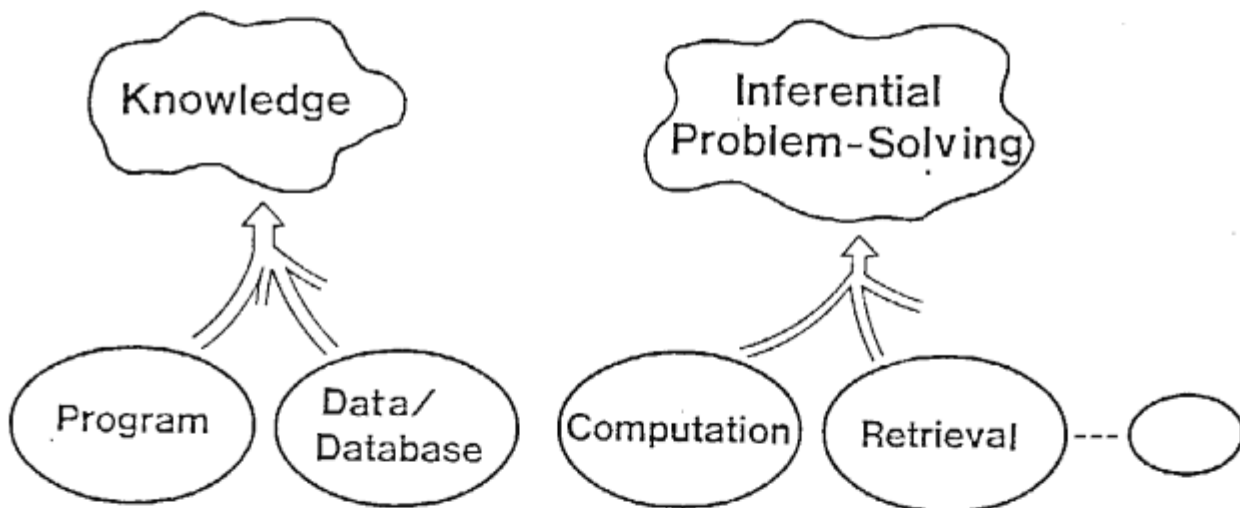 Knowledge
Inferential
Problem-Solving
Program
Data/
Database
Computation
Retrieval